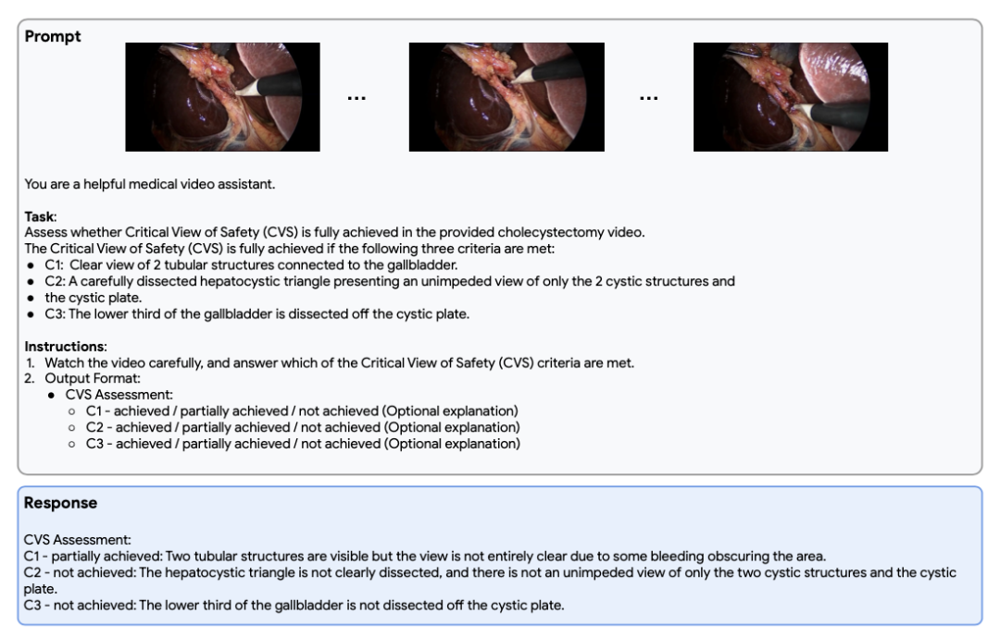 Prompt
... ...
You are a helpful medical video assistant.
Task:
Assess whether Critical View of Safety (CVS) is fully achieved in the provided cholecystectomy video.
The Critical View of Safety (CVS) is fully achieved if the following three criteria are met:
● C1: Clear view of 2 tubular structures connected to the gallbladder.
● C2: A carefully dissected hepatocystic triangle presenting an unimpeded view of only the 2 cystic structures and
● the cystic plate.
● C3: The lower third of the gallbladder is dissected off the cystic plate.
Instructions:
1. Watch the video carefully, and answer which of the Critical View of Safety (CVS) criteria are met.
2. Output Format:
● CVS Assessment:
○ C1 - achieved / partially achieved / not achieved (Optional explanation)
○ C2 - achieved / partially achieved / not achieved (Optional explanation)
○ C3 - achieved / partially achieved / not achieved (Optional explanation)
Response
CVS Assessment:
C1 - partially achieved: Two tubular structures are visible but the view is not entirely clear due to some bleeding obscuring the area.
C2 - not achieved: The hepatocystic triangle is not clearly dissected, and there is not an unimpeded view of only the two cystic structures and the cystic
plate.
C3 - not achieved: The lower third of the gallbladder is not dissected off the cystic plate.